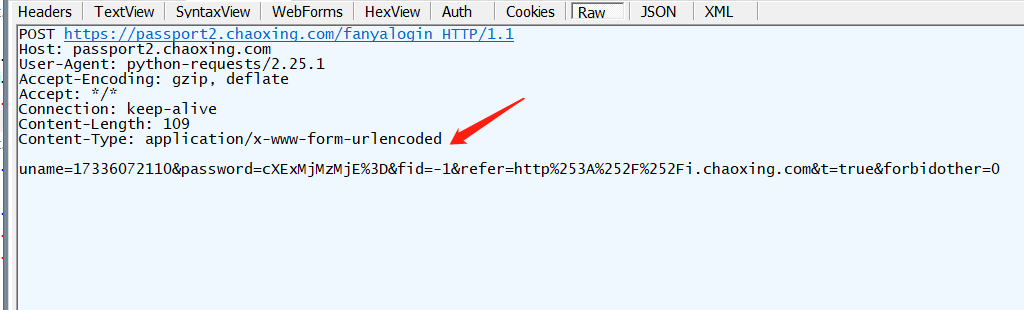 Headers TextView SyntaxView WebForms HexView Auth Cookies Raw JSON XML
POST https://passport2.chaoxing.com/fanyalogin HTTP/1.1
Host: passport2.chaoxing.com
User-Agent: python-requests/2.25.1
Accept-Encoding: gzip, deflate
Accept: */*
Connection: keep-alive
Content-Length: 109
Content-Type: application/x-www-form-urlencoded
uname=17336072110&password=cXExMjMzMjE%3D&fid=-1&refer=http%253A%252F%252Fi.chaoxing.com&t=true&forbidother=0